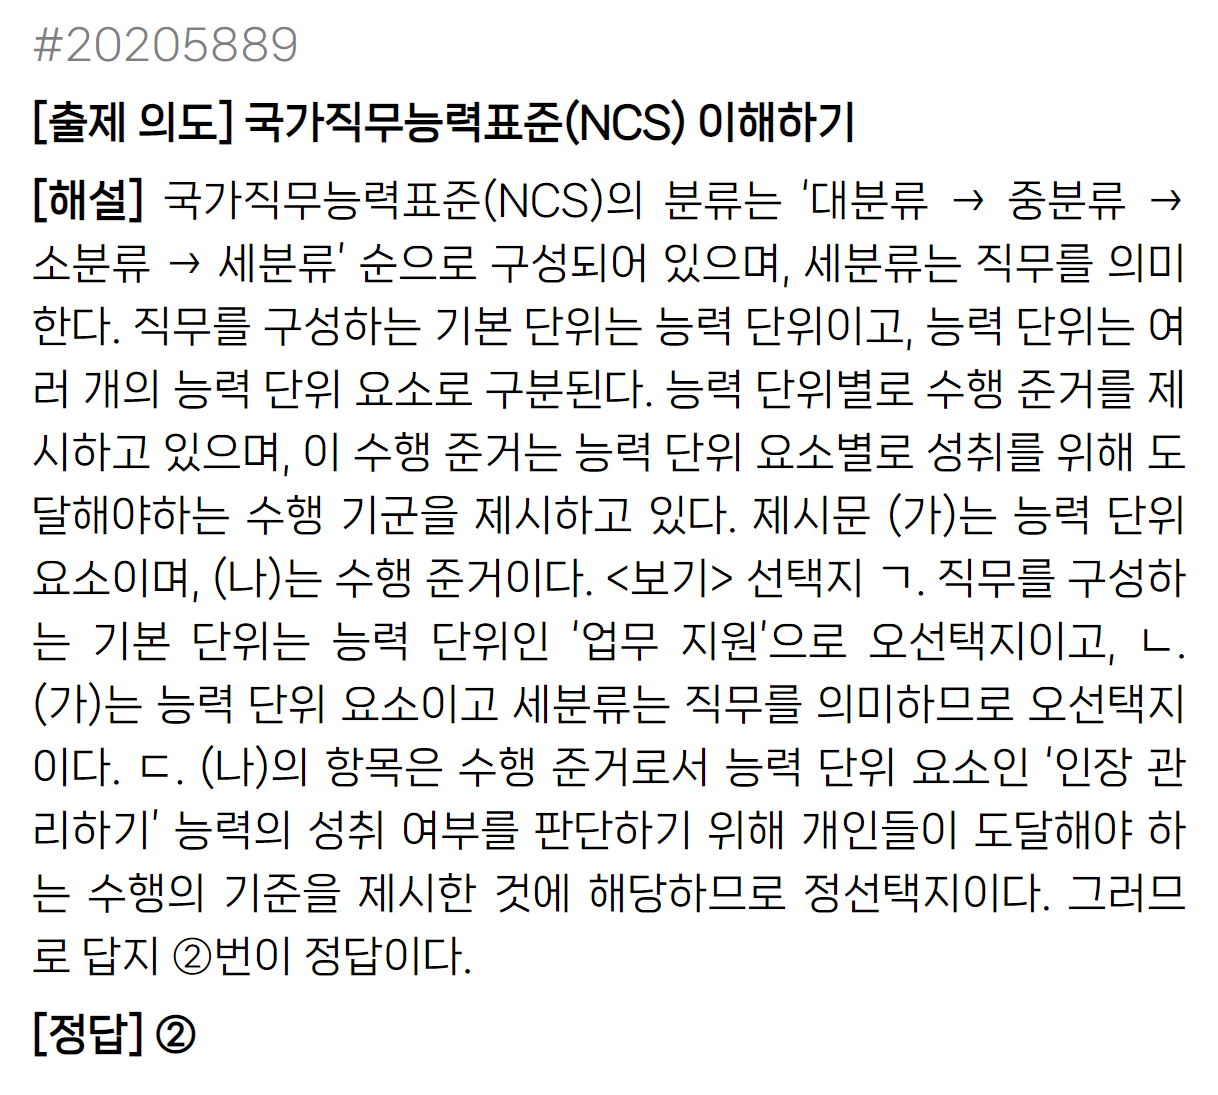 #20205889
[출제 의도] 국가직무능력표준(NCS) 이해하기
[해설] 국가직무능력표준(NCS)의 분류는 '대분류 → 중분류 →
소분류 → 세분류' 순으로 구성되어 있으며, 세분류는 직무를 의미
한다. 직무를 구성하는 기본 단위는 능력 단위이고, 능력 단위는 여
러 개의 능력 단위 요소로 구분된다. 능력 단위별로 수행 준거를 제
시하고 있으며, 이 수행 준거는 능력 단위 요소별로 성취를 위해 도
달해야하는 수행 기군을 제시하고 있다. 제시문 (가)는 능력 단위
요소이며, (나)는 수행 준거이다. <보기> 선택지 ㄱ. 직무를 구성하
는 기본 단위는 능력 단위인 '업무 지원'으로 오선택지이고, ㄴ.
(가)는 능력 단위 요소이고 세분류는 직무를 의미하므로 오선택지
이다. ㄷ. (나)의 항목은 수행 준거로서 능력 단위 요소인 '인장 관
리하기' 능력의 성취 여부를 판단하기 위해 개인들이 도달해야 하
는 수행의 기준을 제시한 것에 해당하므로 정선택지이다. 그러므
로 답지 ②번이 정답이다.
[정답] ②